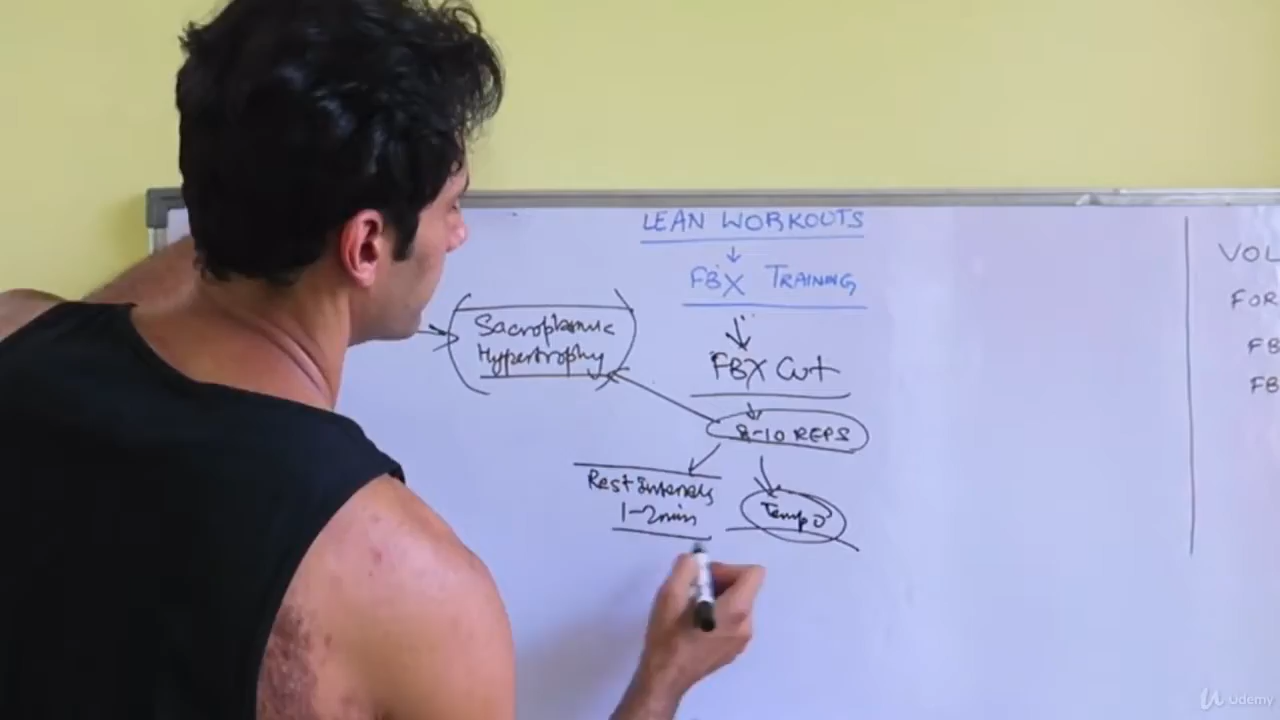 LEAN WORKOUTS
FBX TRAINING
Sacroplasmic
Hypertrophy
FBX Cut
8-10 REPS
Rest Intervals
1-2min
Tempo
VOL
FOR
FB
FB
Udemy